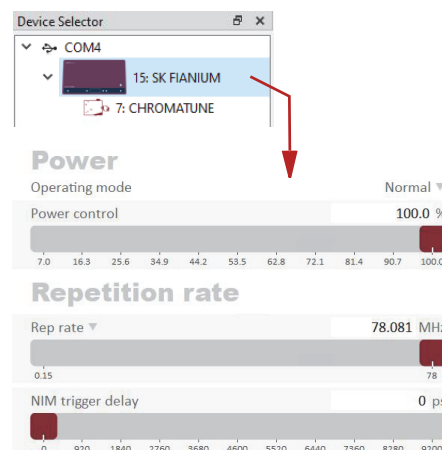 Device Selector
COM4
15: SK FIANIUM
7: CHROMATUNE
Power
Operating mode Normal
Power control 100.0 %
7.0 16.3 25.6 34.9 44.2 53.5 62.8 72.1 81.4 90.7 100.0
Repetition rate
Rep rate 78.081 MHz
0.15 78
NIM trigger delay 0 ps
0 920 1840 2760 3680 4600 5520 6440 7360 8280 9200